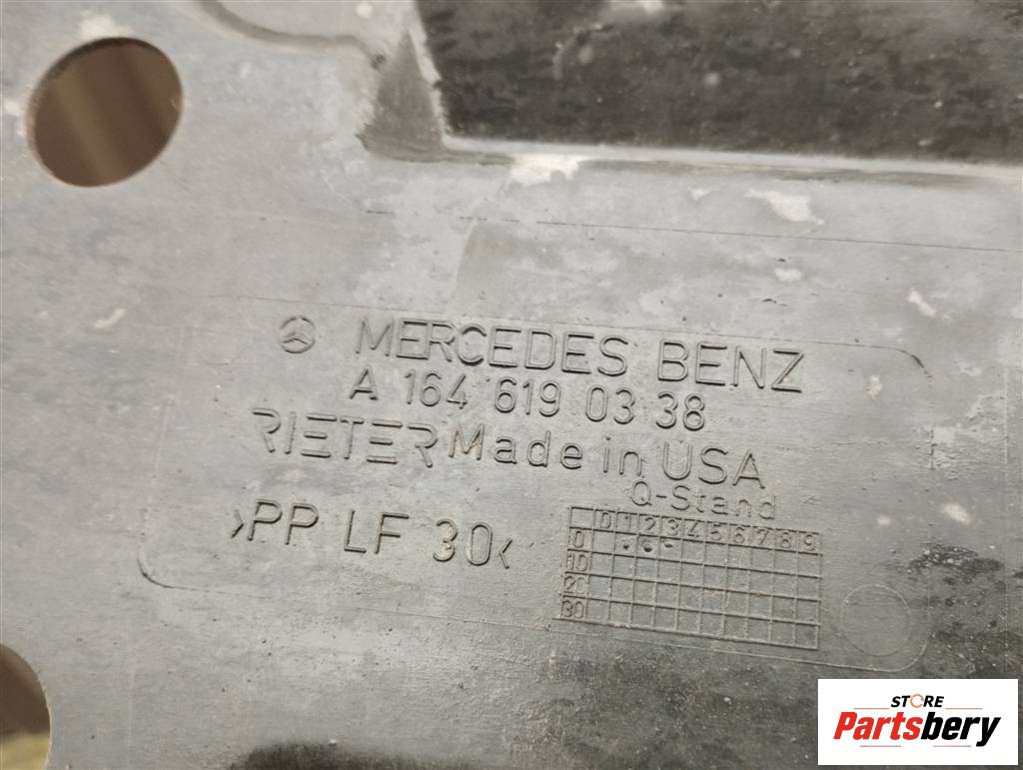 MERCEDES BENZ
A 164 619 03 38
RIETER Made in USA
Q-Stand
>PP LF 30<
0 1 2 3 4 5 6 7 8 9
0
10
20
30
STORE
Partsbery